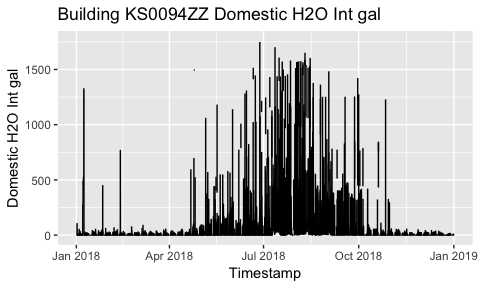 Building KS0094ZZ Domestic H2O Int gal
Domestic H2O Int gal
1500
1000
500
0
Jan 2018 Apr 2018 Jul 2018 Oct 2018 Jan 2019
Timestamp